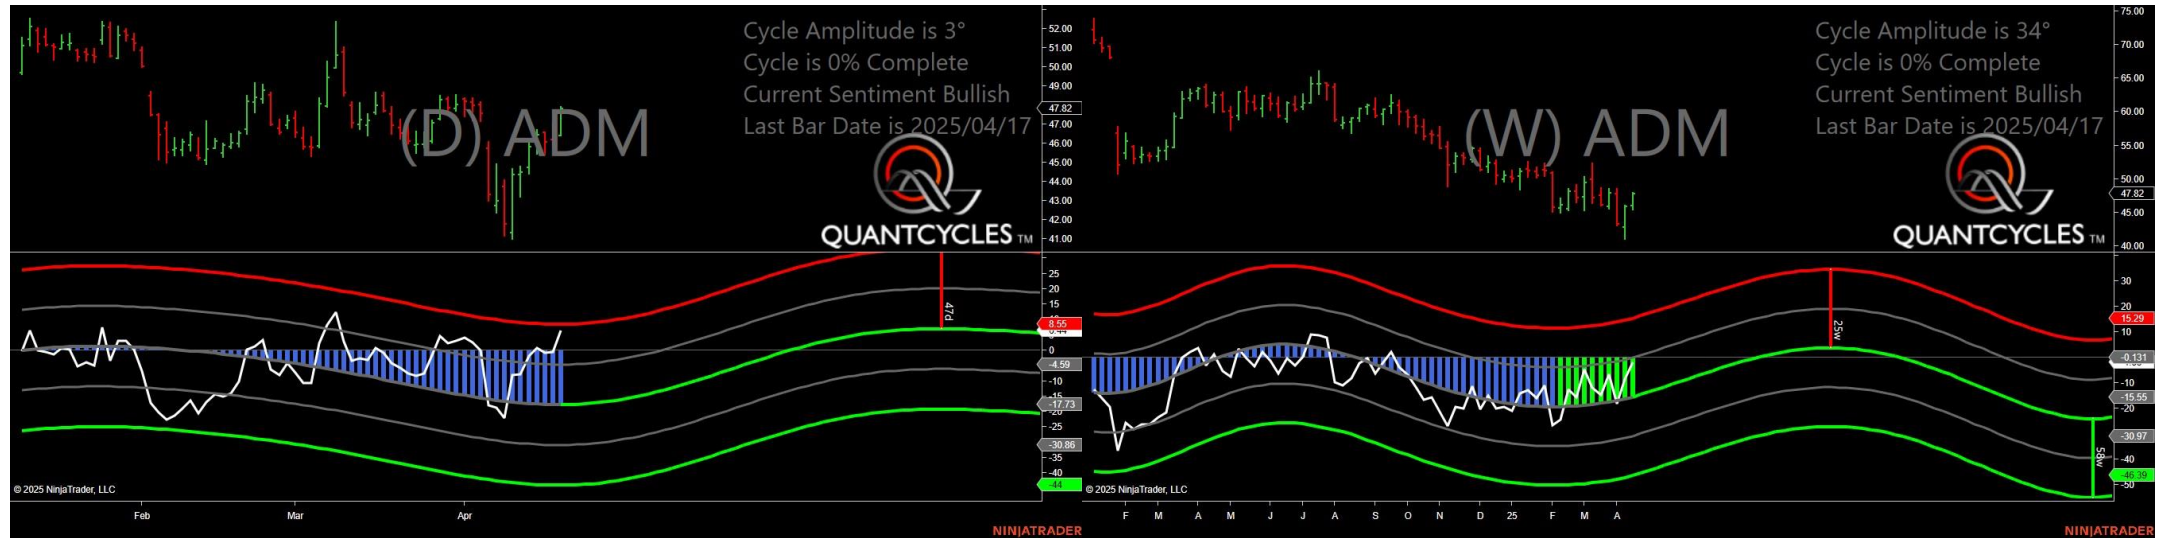 Cycle Amplitude is 3°
Cycle is 0% Complete
Current Sentiment Bullish
Last Bar Date is 2025/04/17
(D) ADM
QUANTCYCLES TM
52.00
51.00
50.00
49.00
47.82
47.00
46.00
45.00
44.00
43.00
42.00
41.00
25
20
15
8.55
0
-4.59
-10
-17.73
-25
-30.86
-35
-40
-44
47d
© 2025 NinjaTrader, LLC
Feb
Mar
Apr
NINJATRADER
Cycle Amplitude is 34°
Cycle is 0% Complete
Current Sentiment Bullish
Last Bar Date is 2025/04/17
(W) ADM
QUANTCYCLES TM
75.00
70.00
65.00
60.00
55.00
50.00
47.82
45.00
40.00
30
20
15.29
10
-0.131
-10
-15.55
-20
-30.97
-40
-46.39
-50
25w
58w
© 2025 NinjaTrader, LLC
F M A M J J A S O N D 25 F M A
NINJATRADER